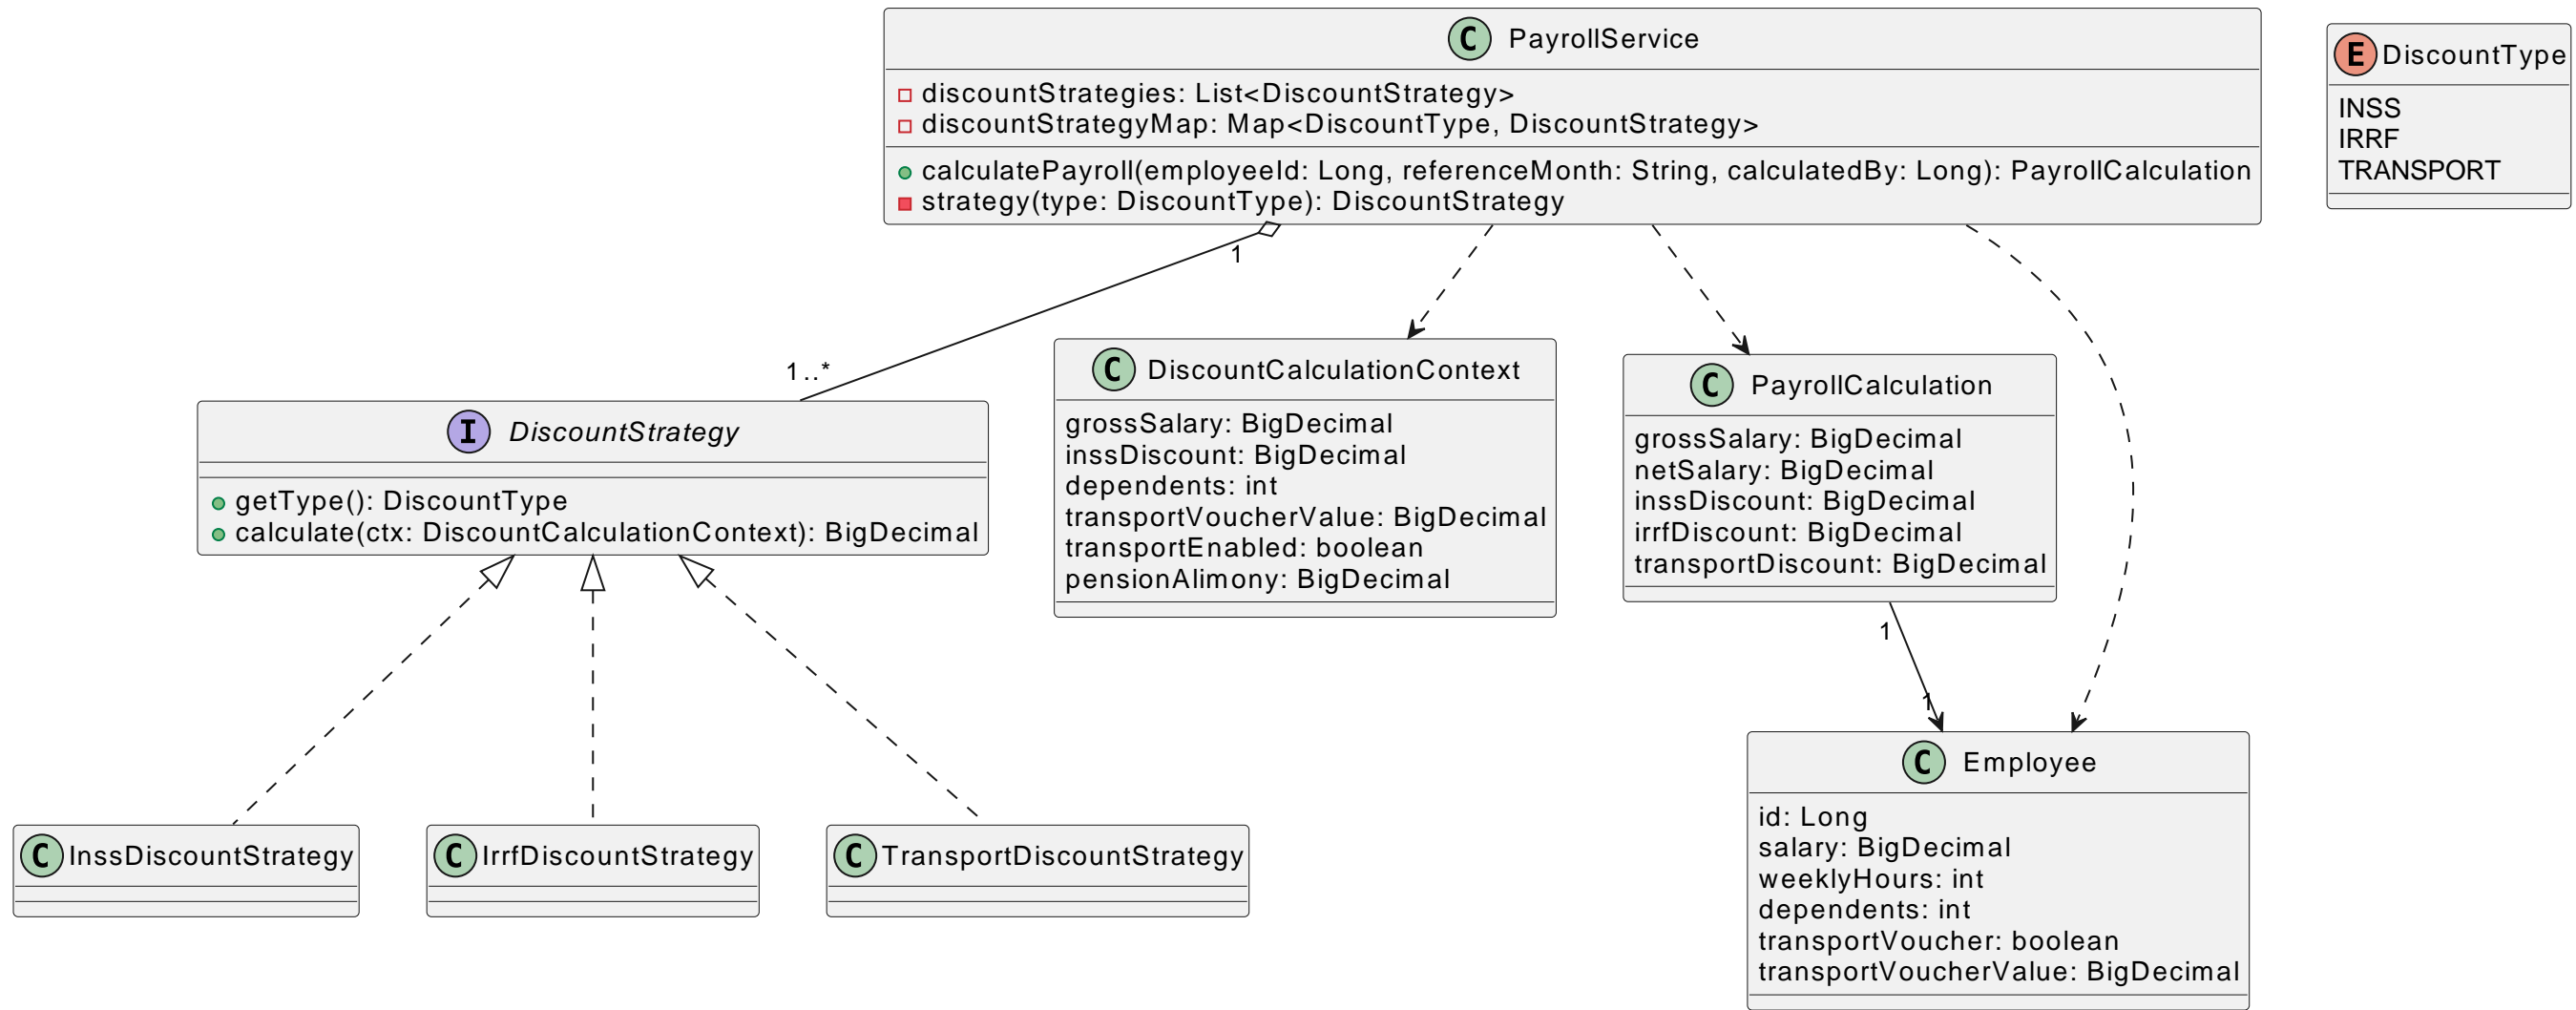 C PayrollService
discountStrategies: List<DiscountStrategy>
discountStrategyMap: Map<DiscountType, DiscountStrategy>
calculatePayroll(employeeId: Long, referenceMonth: String, calculatedBy: Long): PayrollCalculation
strategy(type: DiscountType): DiscountStrategy
E DiscountType
INSS
IRRF
TRANSPORT
1
1..*
I DiscountStrategy
getType(): DiscountType
calculate(ctx: DiscountCalculationContext): BigDecimal
C DiscountCalculationContext
grossSalary: BigDecimal
inssDiscount: BigDecimal
dependents: int
transportVoucherValue: BigDecimal
transportEnabled: boolean
pensionAlimony: BigDecimal
C PayrollCalculation
grossSalary: BigDecimal
netSalary: BigDecimal
inssDiscount: BigDecimal
irrfDiscount: BigDecimal
transportDiscount: BigDecimal
1
1
C InssDiscountStrategy
C IrrfDiscountStrategy
C TransportDiscountStrategy
C Employee
id: Long
salary: BigDecimal
weeklyHours: int
dependents: int
transportVoucher: boolean
transportVoucherValue: BigDecimal